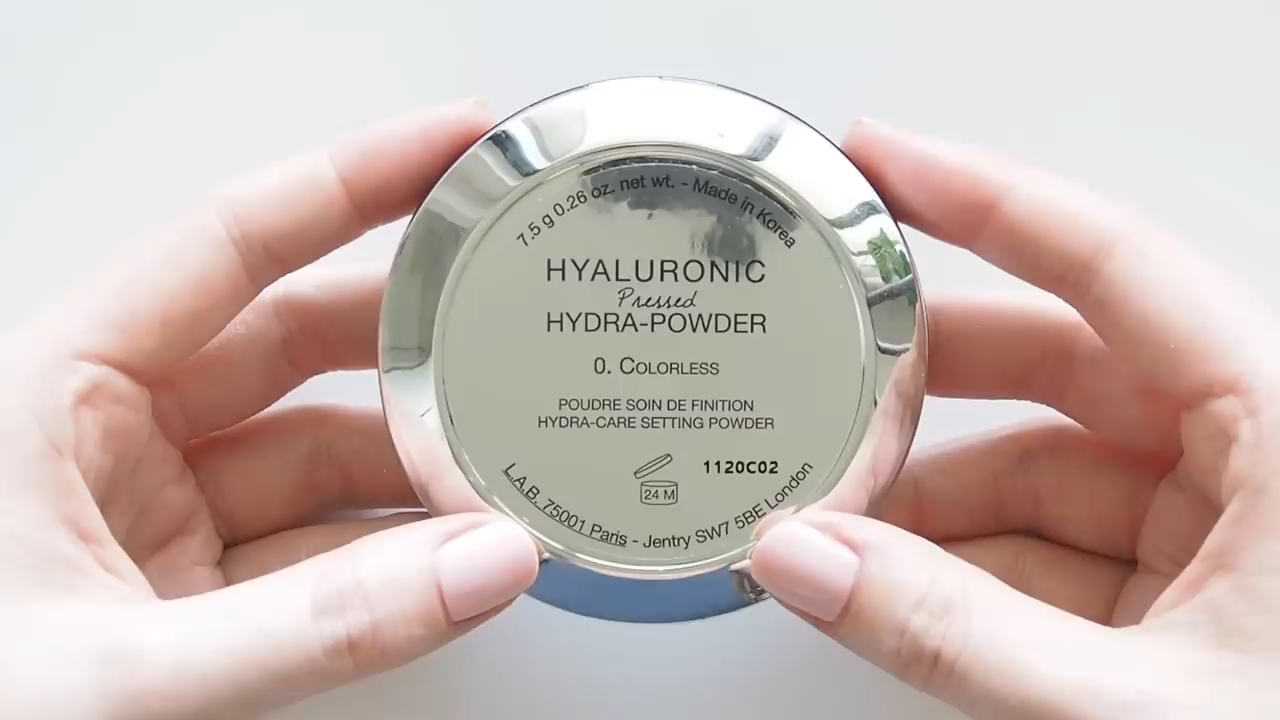 7.5 g 0.26 oz. net wt. - Made in Korea
HYALURONIC
Pressed
HYDRA-POWDER
0. COLORLESS
POUDRE SOIN DE FINITION
HYDRA-CARE SETTING POWDER
24 M
1120C02
L.A.B. 75001 Paris - Jentry SW7 5BE London